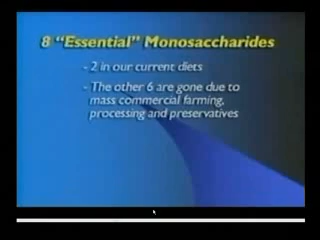 8 "Essential" Monosaccharides
- 2 in our current diets
- The other 6 are gone due to
mass commercial farming,
processing and preservatives